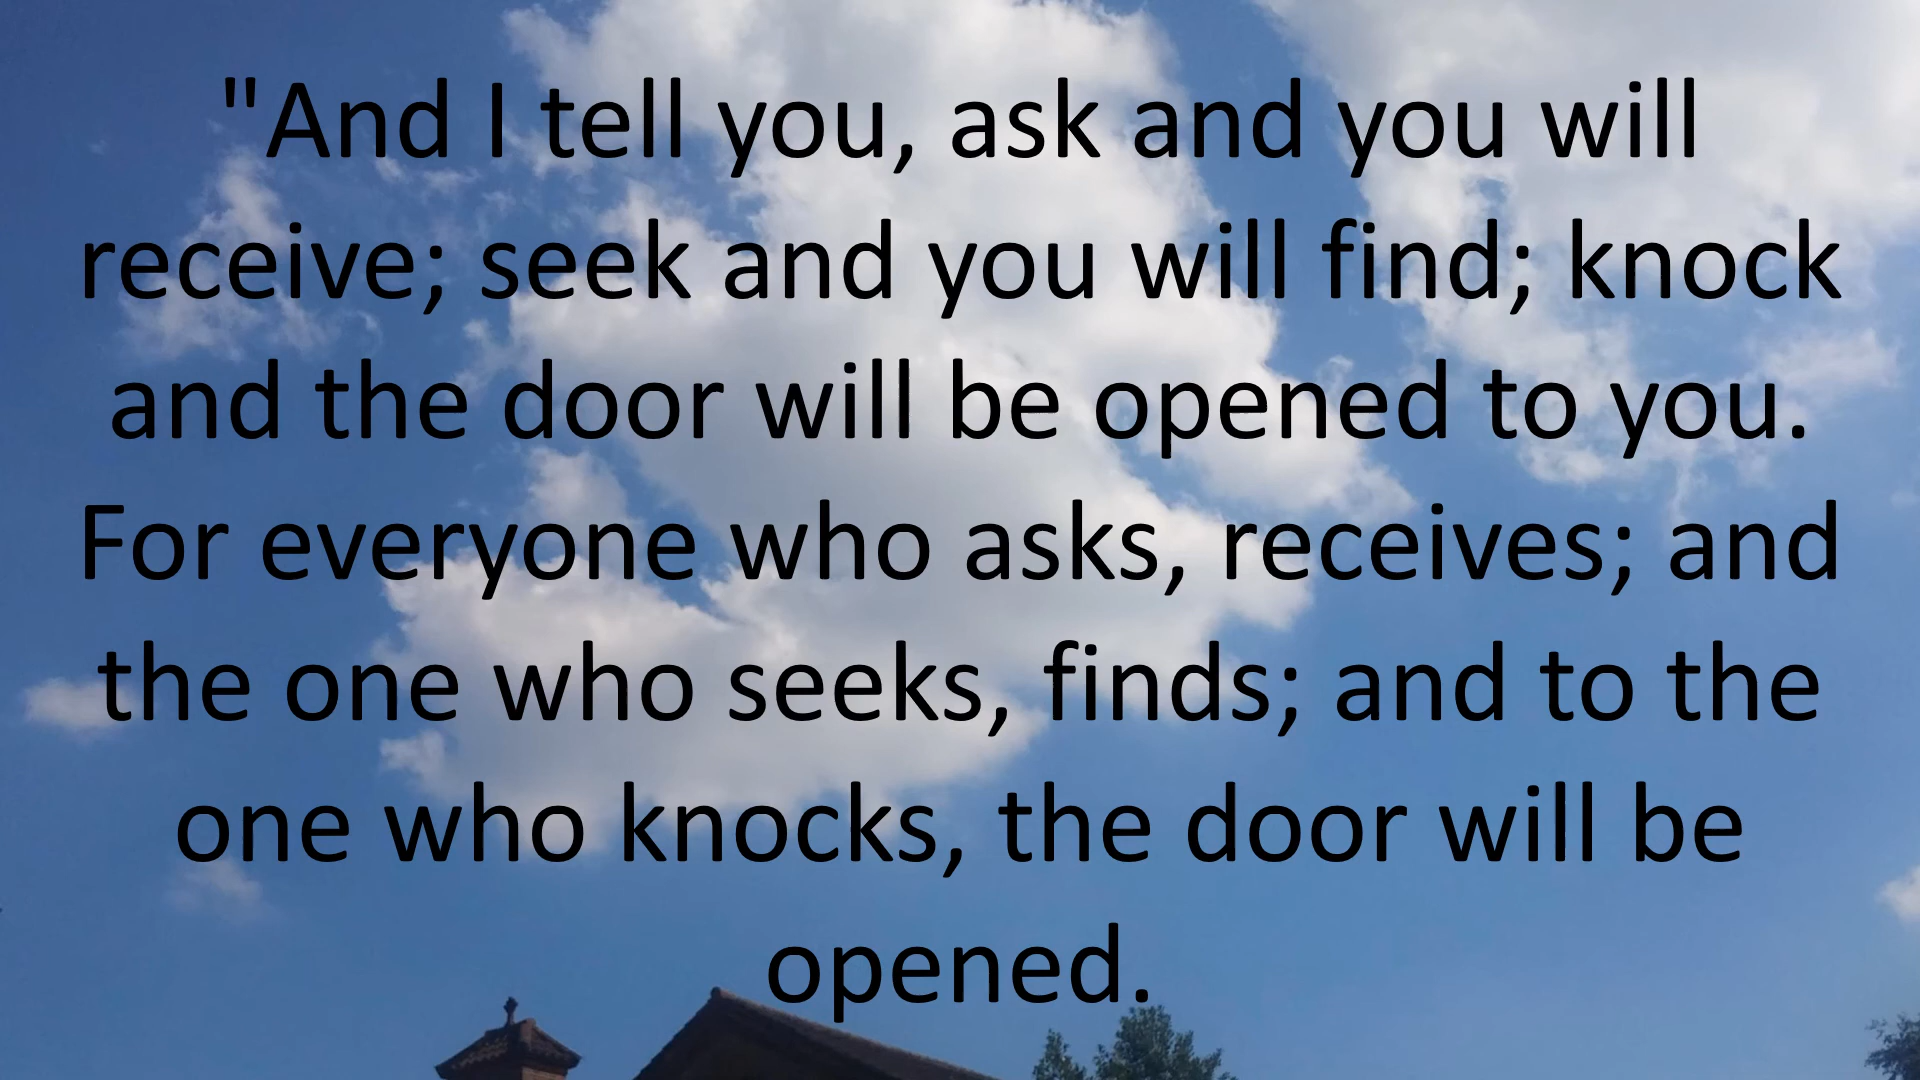 "And I tell you, ask and you will
receive; seek and you will find; knock
and the door will be opened to you.
For everyone who asks, receives; and
the one who seeks, finds; and to the
one who knocks, the door will be
opened.